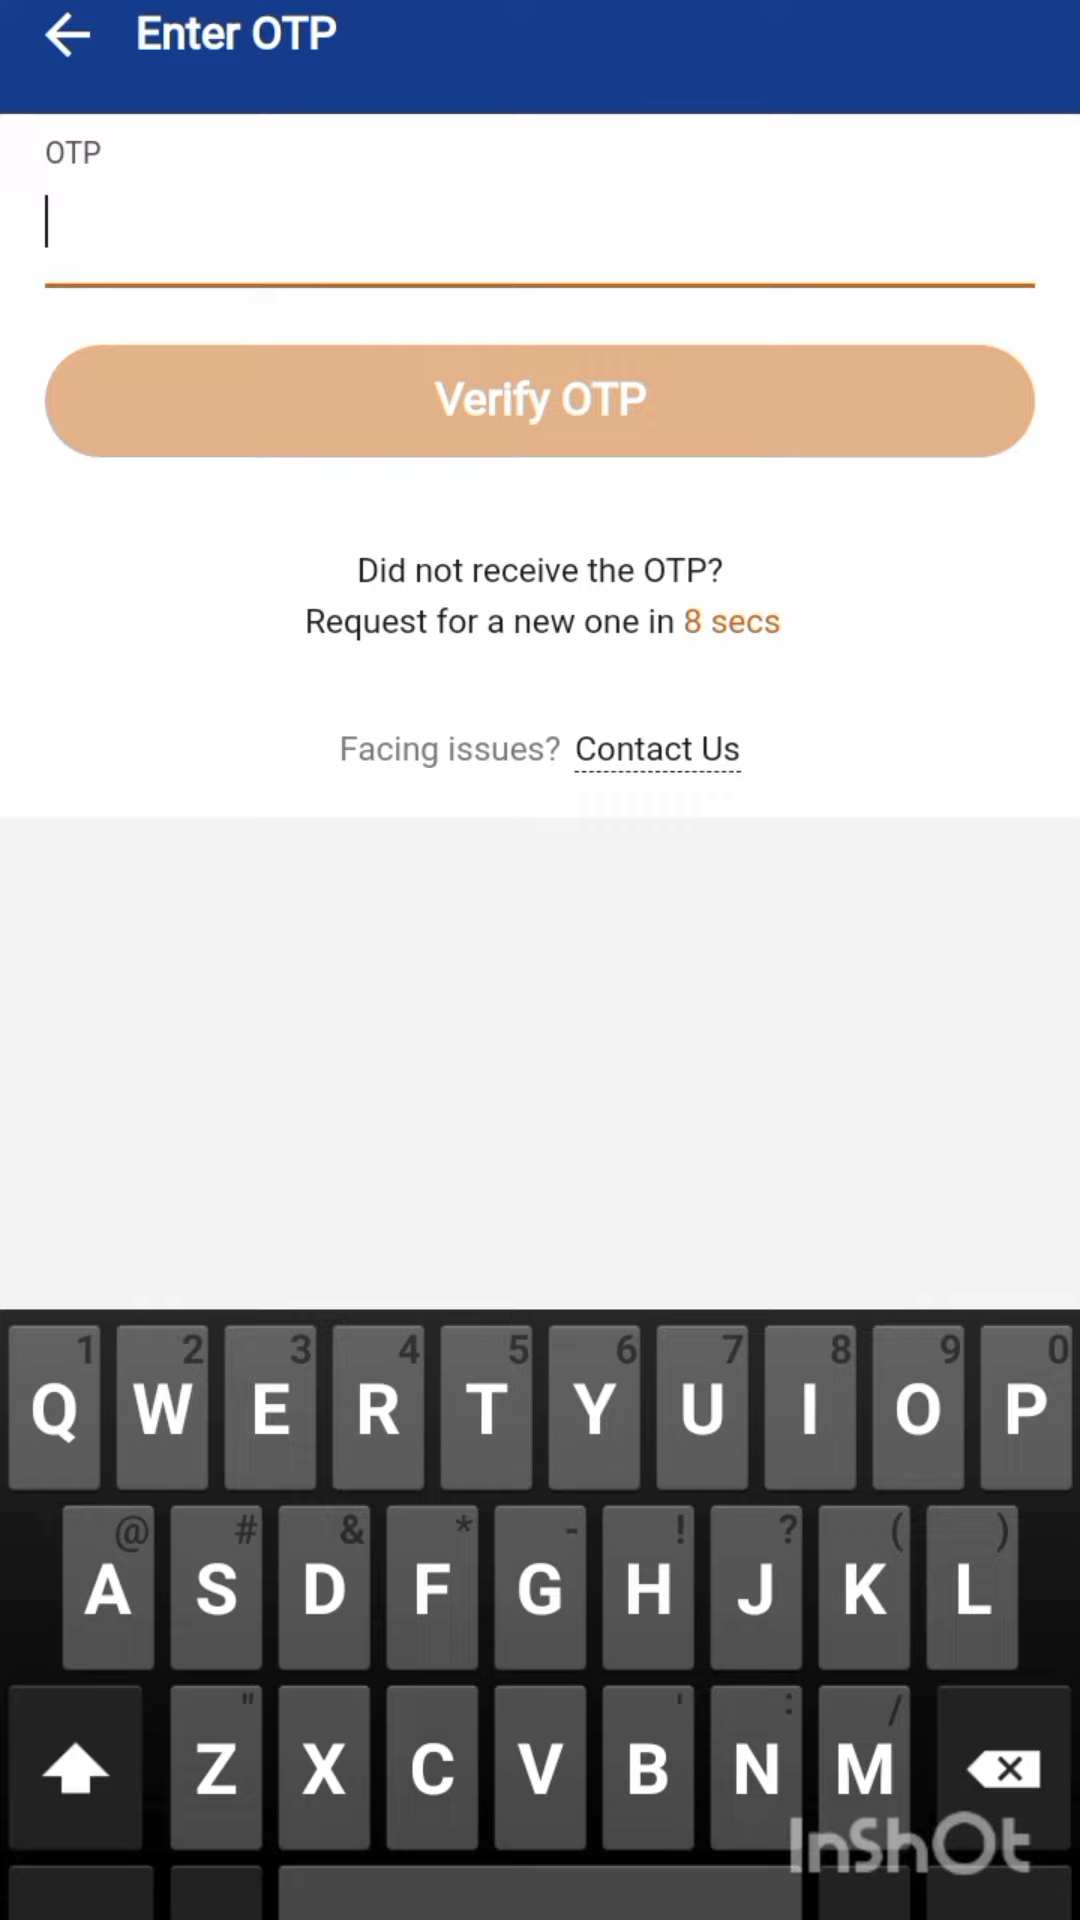 Enter OTP
OTP
Verify OTP
Did not receive the OTP?
Request for a new one in 8 secs
Facing issues? Contact Us
1 2 3 4 5 6 7 8 9 0
Q W E R T Y U I O P
@ # & * - ! ? ( )
A S D F G H J K L
" ' : /
Z X C V B N M
InShOt